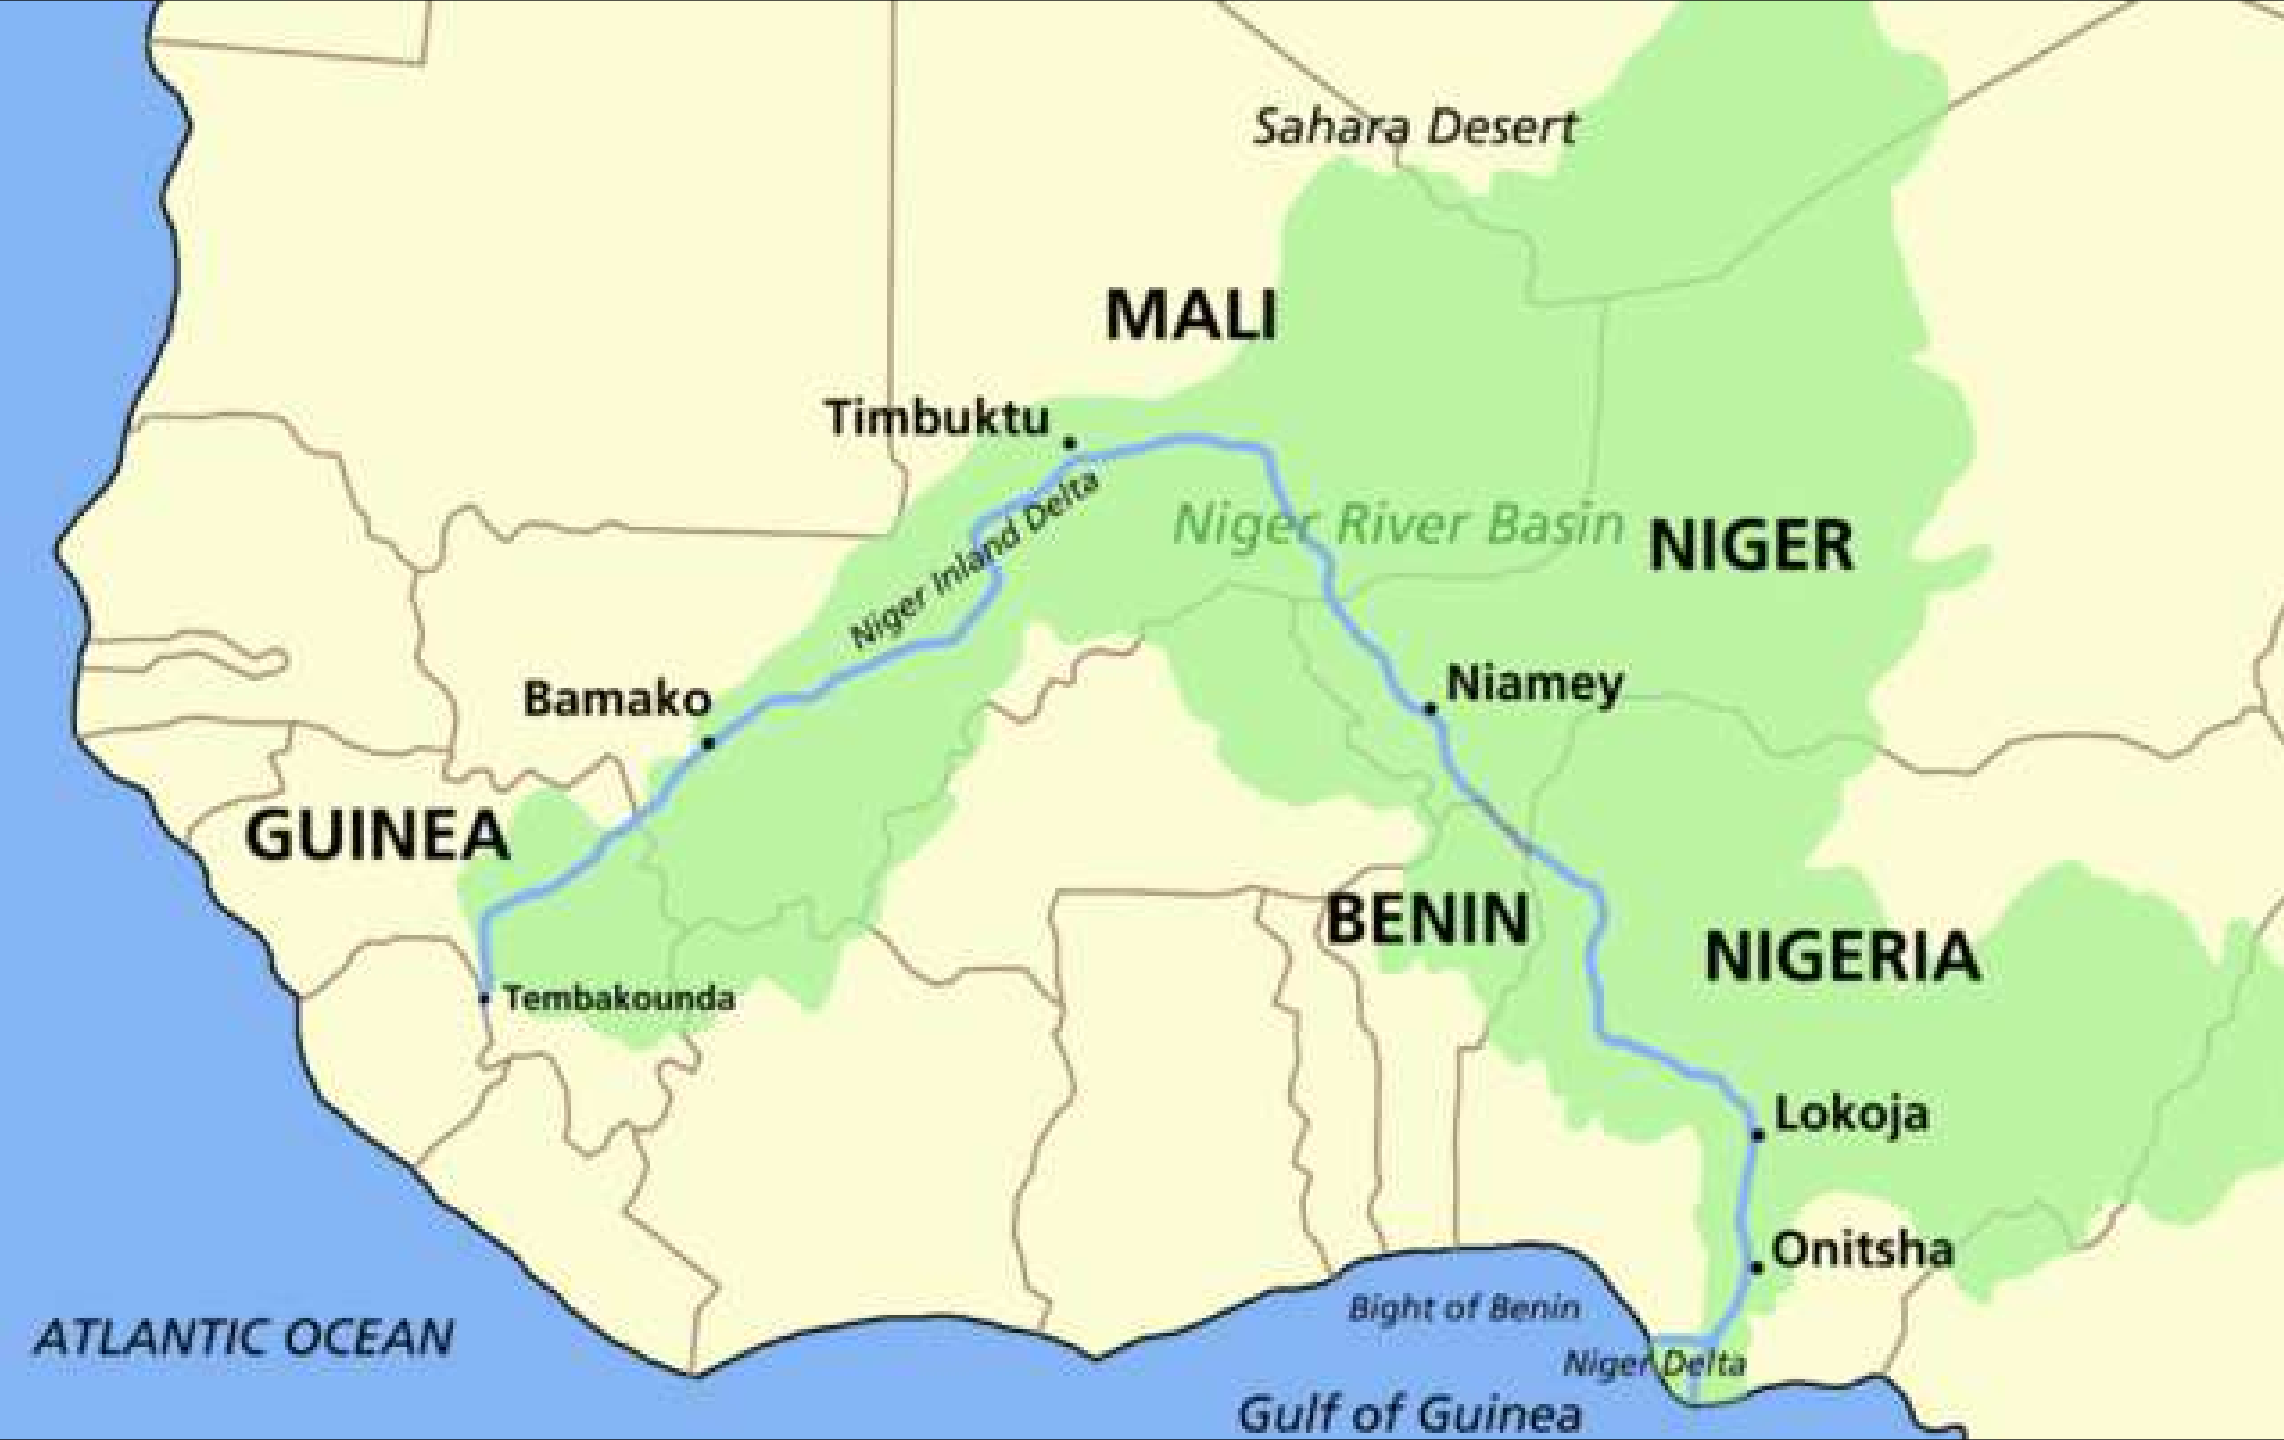 Sahara Desert
MALI
Timbuktu
Niger Inland Delta
Niger River Basin
NIGER
Bamako
Niamey
GUINEA
BENIN
NIGERIA
Tembakounda
Lokoja
Onitsha
Bight of Benin
ATLANTIC OCEAN
Niger Delta
Gulf of Guinea